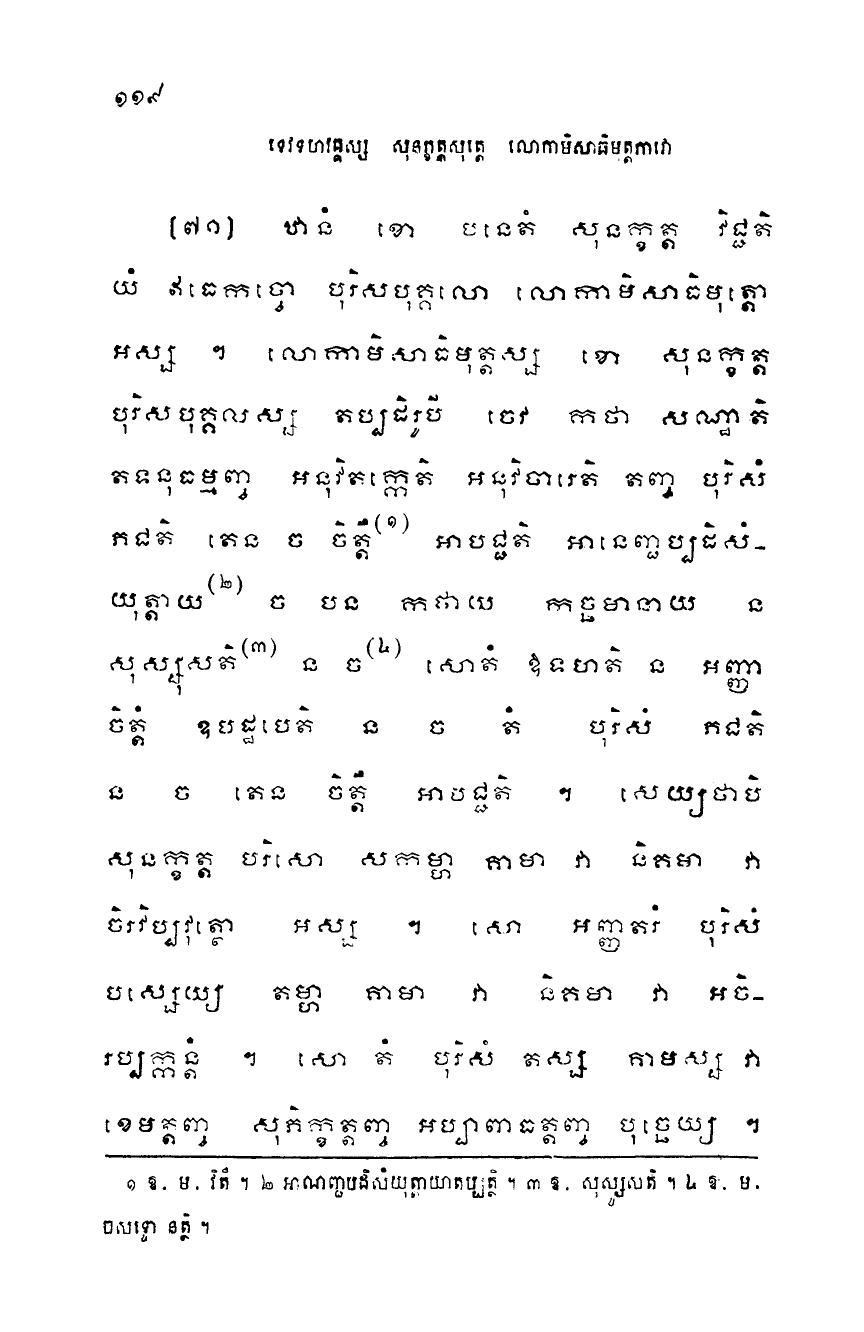 ១១៩
ទេវទហវគ្គស្ស សុនក្ខត្តសុត្តេ លោកាមិសាធិមុត្តភាវោ
(៧១) ឋានំ ខោ បនេតំ សុនក្ខត្ត វិជ្ជតិ
យំ ឥធេកច្ចោ បុរិសបុគ្គលោ លោកាមិសាធិមុត្តោ
អស្ស ។ លោកាមិសាធិមុត្តស្ស ខោ សុនក្ខត្ត
បុរិសបុគ្គលស្ស តប្បដិរូបី ចេវ កថា សណ្ឋាតិ
តទនុធម្មញ្ច អនុវិតក្កេតិ អនុវិចារេតិ តញ្ច បុរិសំ
ភជតិ តេន ច ចិត្តឹ(១) អាបជ្ជតិ អានេញ្ជប្បដិសំ-
យុត្តាយ(២) ច បន កថាយ កច្ឆមានាយ ន
សុស្សុសតិ(៣) ន ច(៤) សោតំ ឱទហតិ ន អញ្ញា
ចិត្តំ ឧបដ្ឋបេតិ ន ច តំ បុរិសំ ភជតិ
ន ច តេន ចិត្តឹ អាបជ្ជតិ ។ សេយ្យថាបិ
សុនក្ខត្ត បុរិសោ សកម្ហា គាមា វា និគមា វា
ចិរវិប្បវុត្ថោ អស្ស ។ សោ អញ្ញតរំ បុរិសំ
បស្សេយ្យ តម្ហា គាមា វា និគមា វា អចិ-
រប្បក្កន្តំ ។ សោ តំ បុរិសំ តស្ស គាមស្ស វា
ខេមត្តញ្ច សុភិក្ខត្តញ្ច អប្បាពាធត្តញ្ច បុច្ឆេយ្យ ។
១ ឱ. ម. វិតឹ ។ ២ អាណញ្ជបដិសំយុត្តាយាតប្បត្ថិ ។ ៣ ឱ. សុស្សូសតិ ។ ៤ ឱ. ម.
ចសទ្ទោ នត្ថិ ។